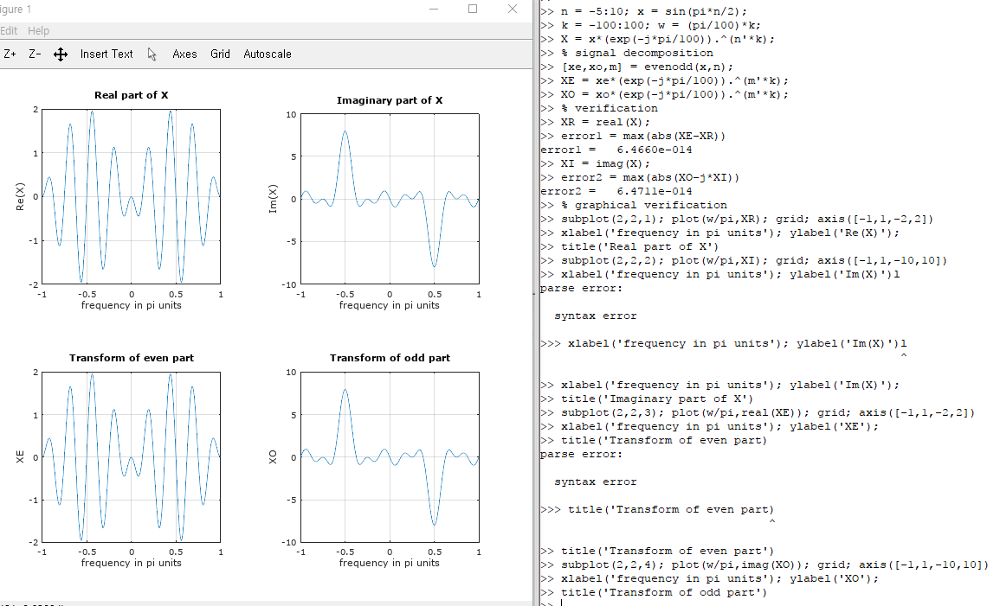 igure 1
Edit Help
Z+ Z- Insert Text Axes Grid Autoscale
Real part of X
2
1
0
-1
-2
Re(X)
-1 -0.5 0 0.5 1
frequency in pi units
Imaginary part of X
10
5
0
-5
-10
Im(X)
-1 -0.5 0 0.5 1
frequency in pi units
Transform of even part
2
1
0
-1
-2
XE
-1 -0.5 0 0.5 1
frequency in pi units
Transform of odd part
10
5
0
-5
-10
XO
-1 -0.5 0 0.5 1
frequency in pi units
>> n = -5:10; x = sin(pi*n/2);
>> k = -100:100; w = (pi/100)*k;
>> X = x*(exp(-j*pi/100)).^(n'*k);
>> % signal decomposition
>> [xe,xo,m] = evenodd(x,n);
>> XE = xe*(exp(-j*pi/100)).^(m'*k);
>> XO = xo*(exp(-j*pi/100)).^(m'*k);
>> % verification
>> XR = real(X);
>> error1 = max(abs(XE-XR))
error1 =   6.4660e-014
>> XI = imag(X);
>> error2 = max(abs(XO-j*XI))
error2 =   6.4711e-014
>> % graphical verification
>> subplot(2,2,1); plot(w/pi,XR); grid; axis([-1,1,-2,2])
>> xlabel('frequency in pi units'); ylabel('Re(X)');
>> title('Real part of X')
>> subplot(2,2,2); plot(w/pi,XI); grid; axis([-1,1,-10,10])
>> xlabel('frequency in pi units'); ylabel('Im(X)')l
parse error:
syntax error
>>> xlabel('frequency in pi units'); ylabel('Im(X)')l
^
>> xlabel('frequency in pi units'); ylabel('Im(X)');
>> title('Imaginary part of X')
>> subplot(2,2,3); plot(w/pi,real(XE)); grid; axis([-1,1,-2,2])
>> xlabel('frequency in pi units'); ylabel('XE');
>> title('Transform of even part)
parse error:
syntax error
>>> title('Transform of even part)
^
>> title('Transform of even part')
>> subplot(2,2,4); plot(w/pi,imag(XO)); grid; axis([-1,1,-10,10])
>> xlabel('frequency in pi units'); ylabel('XO');
>> title('Transform of odd part')
>>